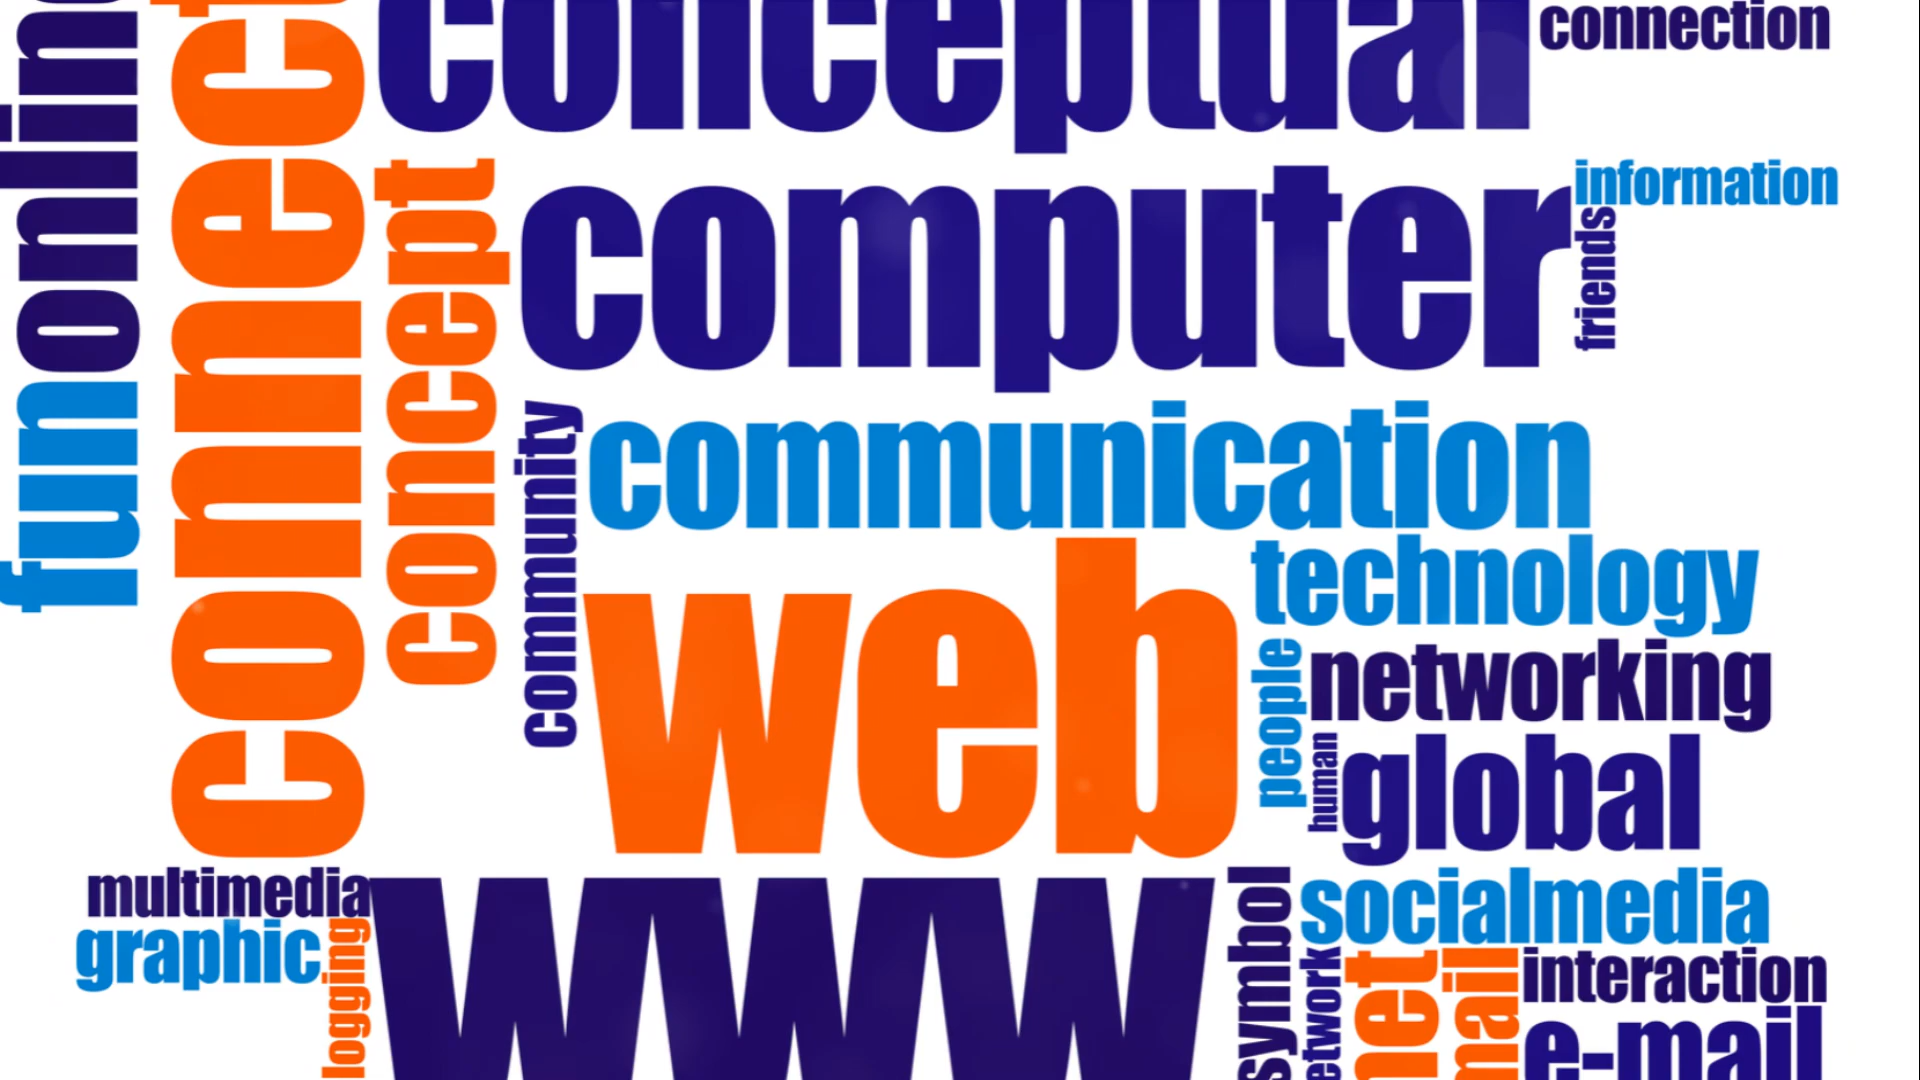 conceptual
connection
online
connect
computer
information
friends
concept
fun
communication
community
web
technology
people
networking
human
global
multimedia
graphic
logging
www
symbol
socialmedia
network
net
mail
interaction
e-mail